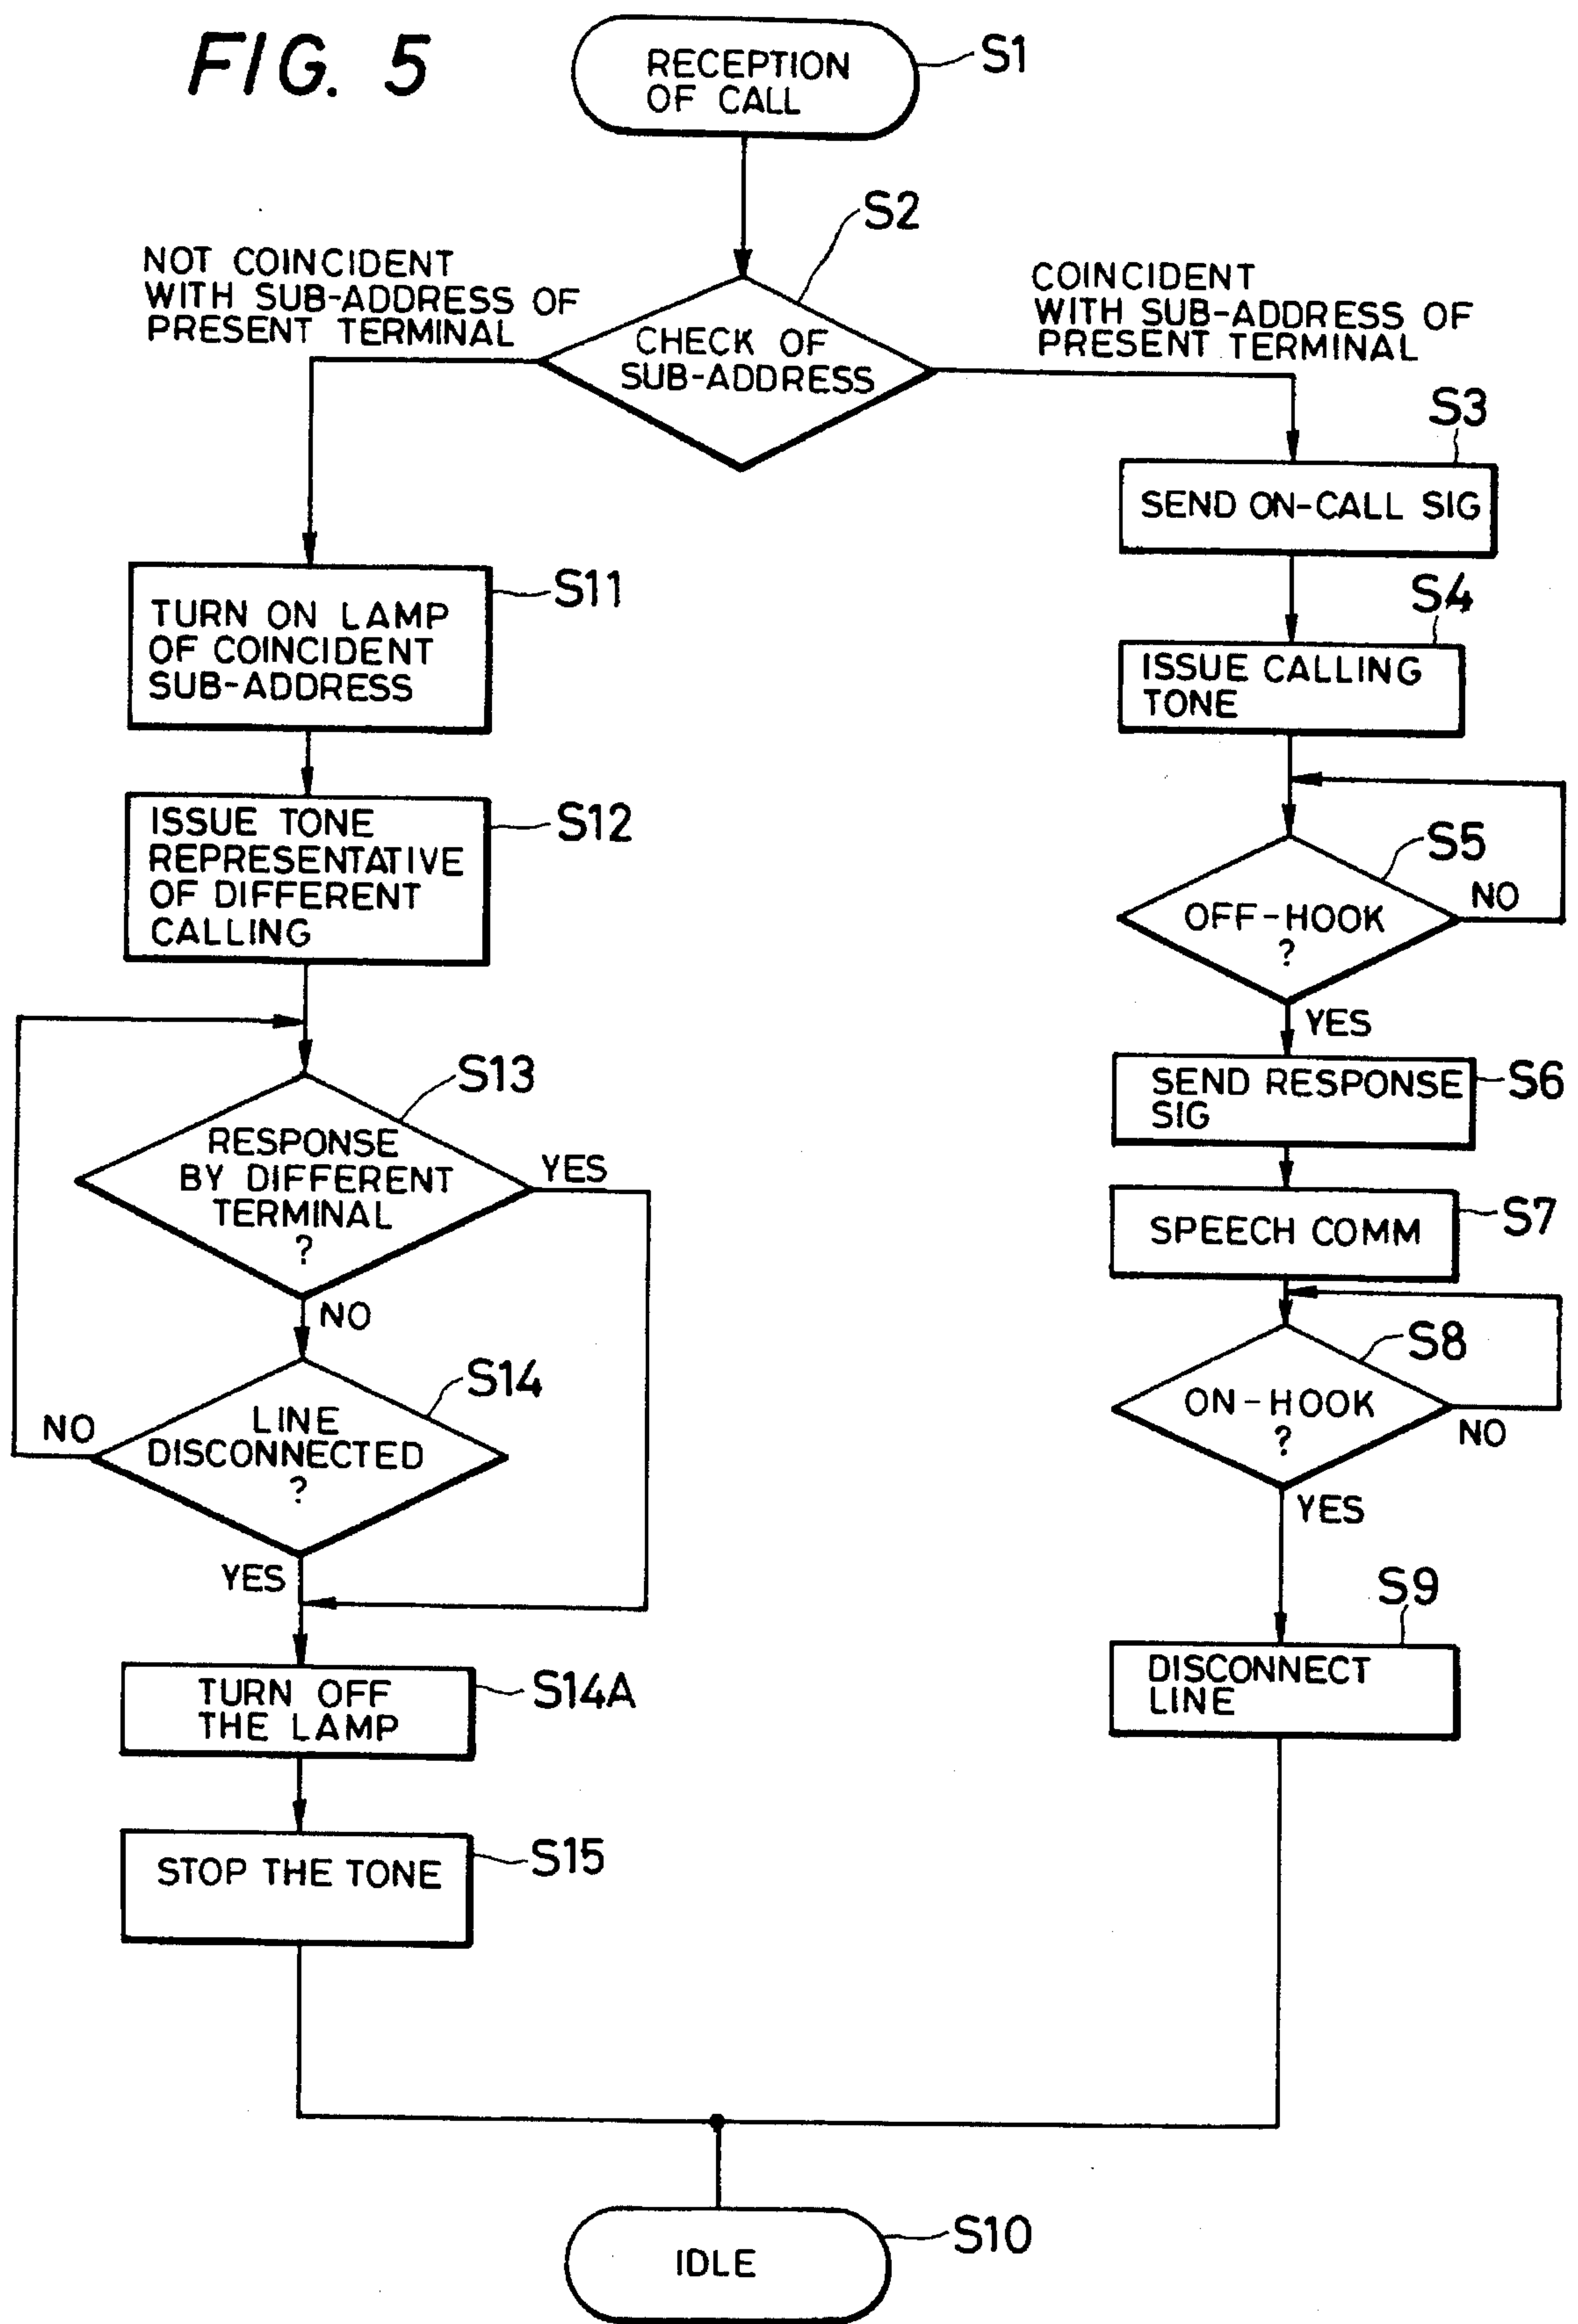 FIG. 5
RECEPTION
OF CALL
S1
S2
NOT COINCIDENT
WITH SUB-ADDRESS OF
PRESENT TERMINAL
COINCIDENT
WITH SUB-ADDRESS OF
PRESENT TERMINAL
CHECK OF
SUB-ADDRESS
S3
SEND ON-CALL SIG
S4
ISSUE CALLING
TONE
S5
OFF-HOOK
?
NO
YES
SEND RESPONSE
SIG
S6
SPEECH COMM
S7
S8
ON-HOOK
?
NO
YES
S9
DISCONNECT
LINE
S11
TURN ON LAMP
OF COINCIDENT
SUB-ADDRESS
S12
ISSUE TONE
REPRESENTATIVE
OF DIFFERENT
CALLING
S13
RESPONSE
BY DIFFERENT
TERMINAL
?
YES
NO
S14
LINE
DISCONNECTED
?
NO
YES
TURN OFF
THE LAMP
S14A
STOP THE TONE
S15
IDLE
S10